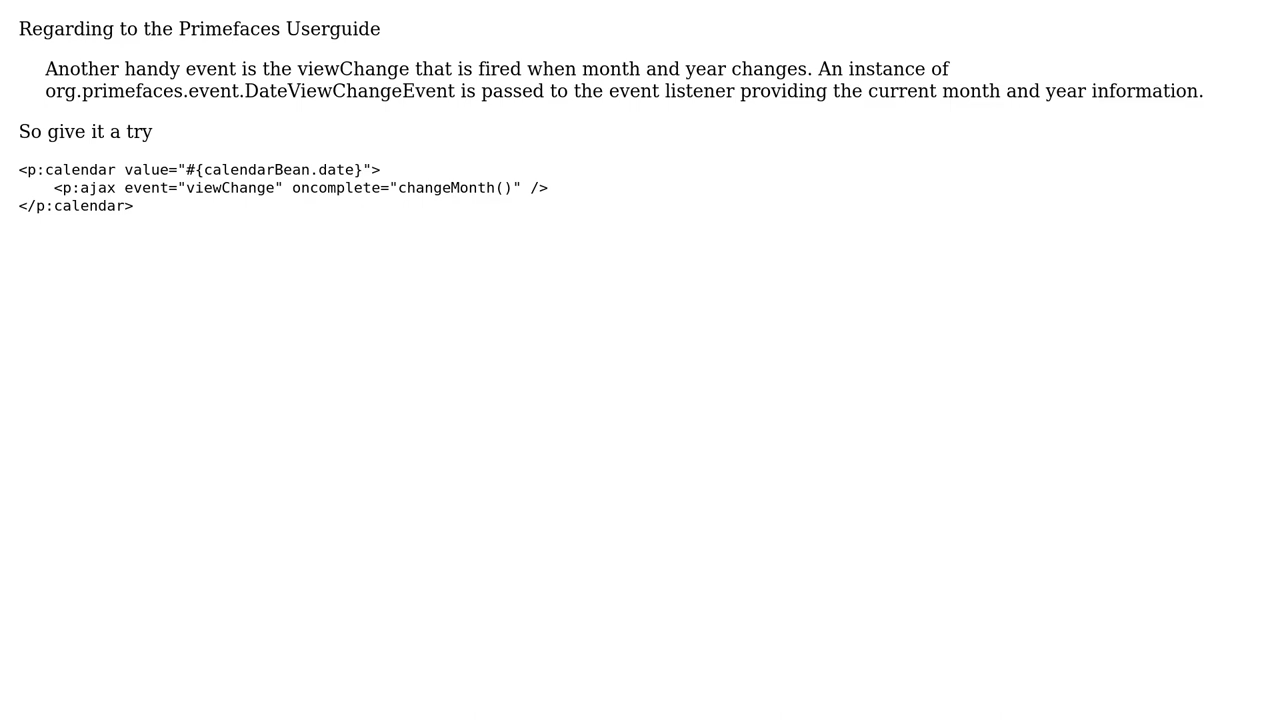 Regarding to the Primefaces Userguide
Another handy event is the viewChange that is fired when month and year changes. An instance of
org.primefaces.event.DateViewChangeEvent is passed to the event listener providing the current month and year information.
So give it a try
<p:calendar value="#{calendarBean.date}">
    <p:ajax event="viewChange" oncomplete="changeMonth()" />
</p:calendar>